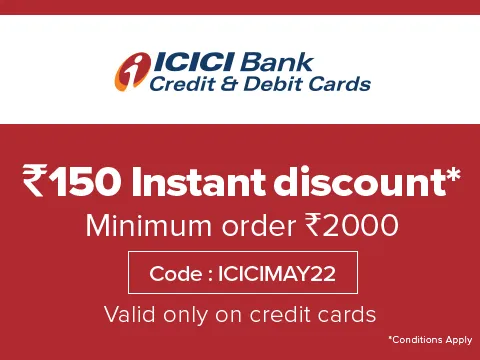 ICICI Bank
Credit & Debit Cards
₹150 Instant discount*
Minimum order ₹2000
Code : ICICIMAY22
Valid only on credit cards
*Conditions Apply